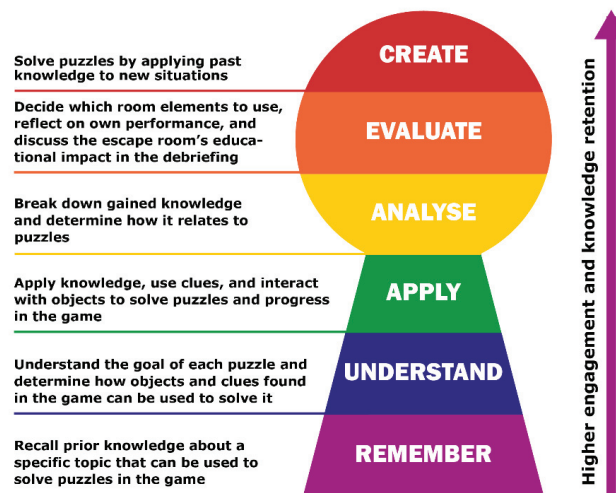 CREATE
Solve puzzles by applying past
knowledge to new situations
EVALUATE
Decide which room elements to use,
reflect on own performance, and
discuss the escape room's educa-
tional impact in the debriefing
ANALYSE
Break down gained knowledge
and determine how it relates to
puzzles
APPLY
Apply knowledge, use clues, and interact
with objects to solve puzzles and progress
in the game
UNDERSTAND
Understand the goal of each puzzle and
determine how objects and clues found
in the game can be used to solve it
REMEMBER
Recall prior knowledge about a
specific topic that can be used to
solve puzzles in the game
Higher engagement and knowledge retention